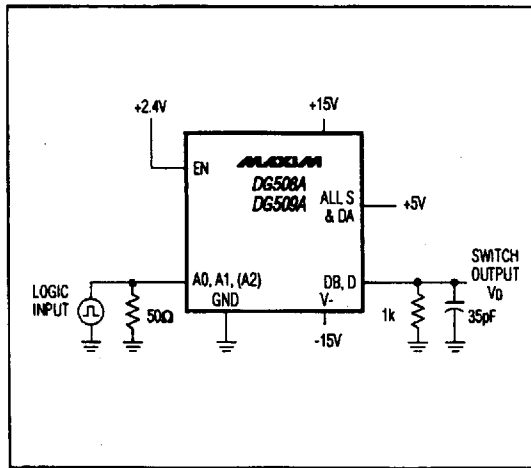 +2.4V
+15V
EN
MAXIM
DG508A
DG509A
ALL S
& DA
+5V
LOGIC
INPUT
50Ω
A0, A1, (A2)
GND
DB, D
V-
-15V
SWITCH
OUTPUT
VD
1k
35pF